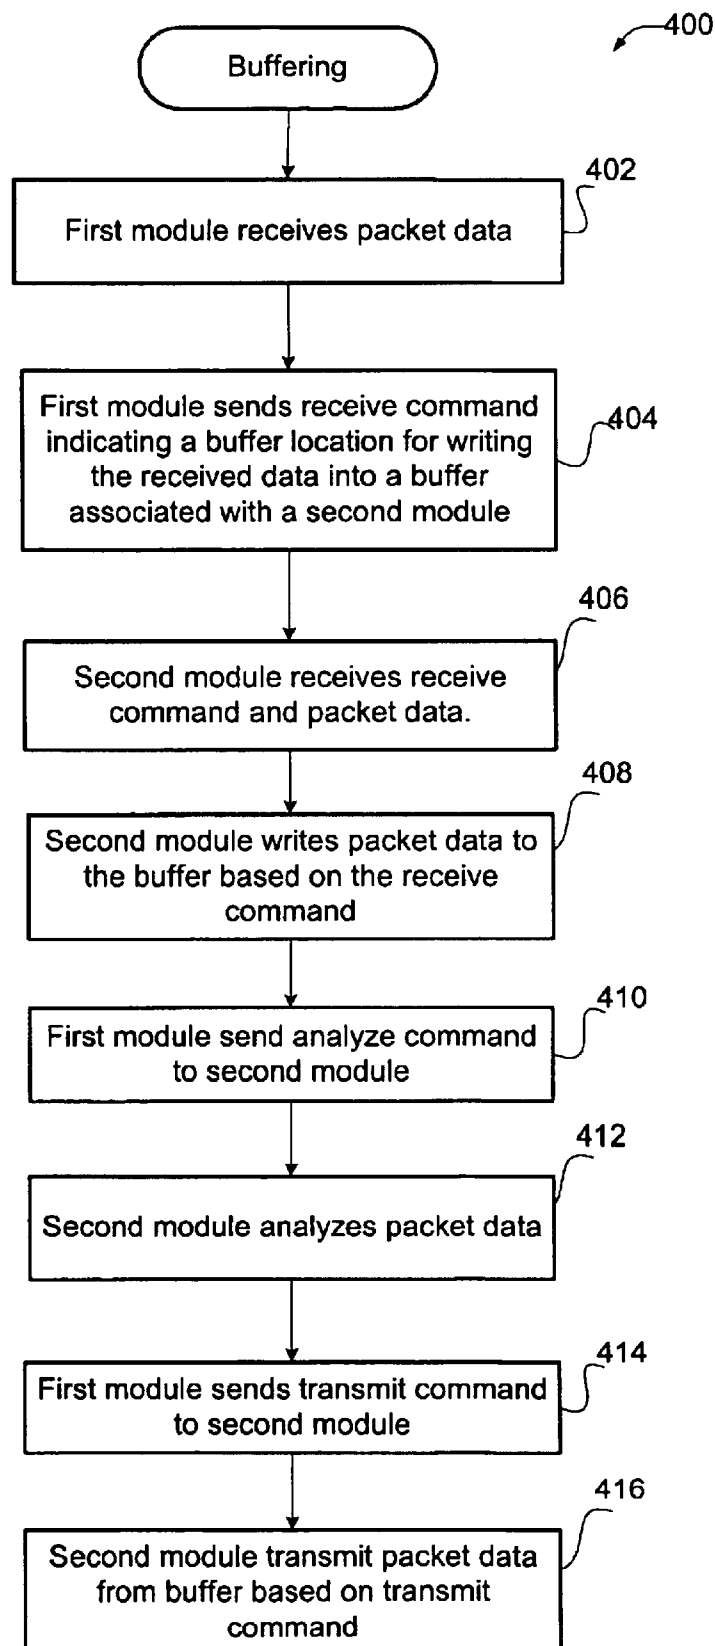 400
Buffering
402
First module receives packet data
First module sends receive command
indicating a buffer location for writing
the received data into a buffer
associated with a second module
404
406
Second module receives receive
command and packet data.
408
Second module writes packet data to
the buffer based on the receive
command
410
First module send analyze command
to second module
412
Second module analyzes packet data
414
First module sends transmit command
to second module
416
Second module transmit packet data
from buffer based on transmit
command